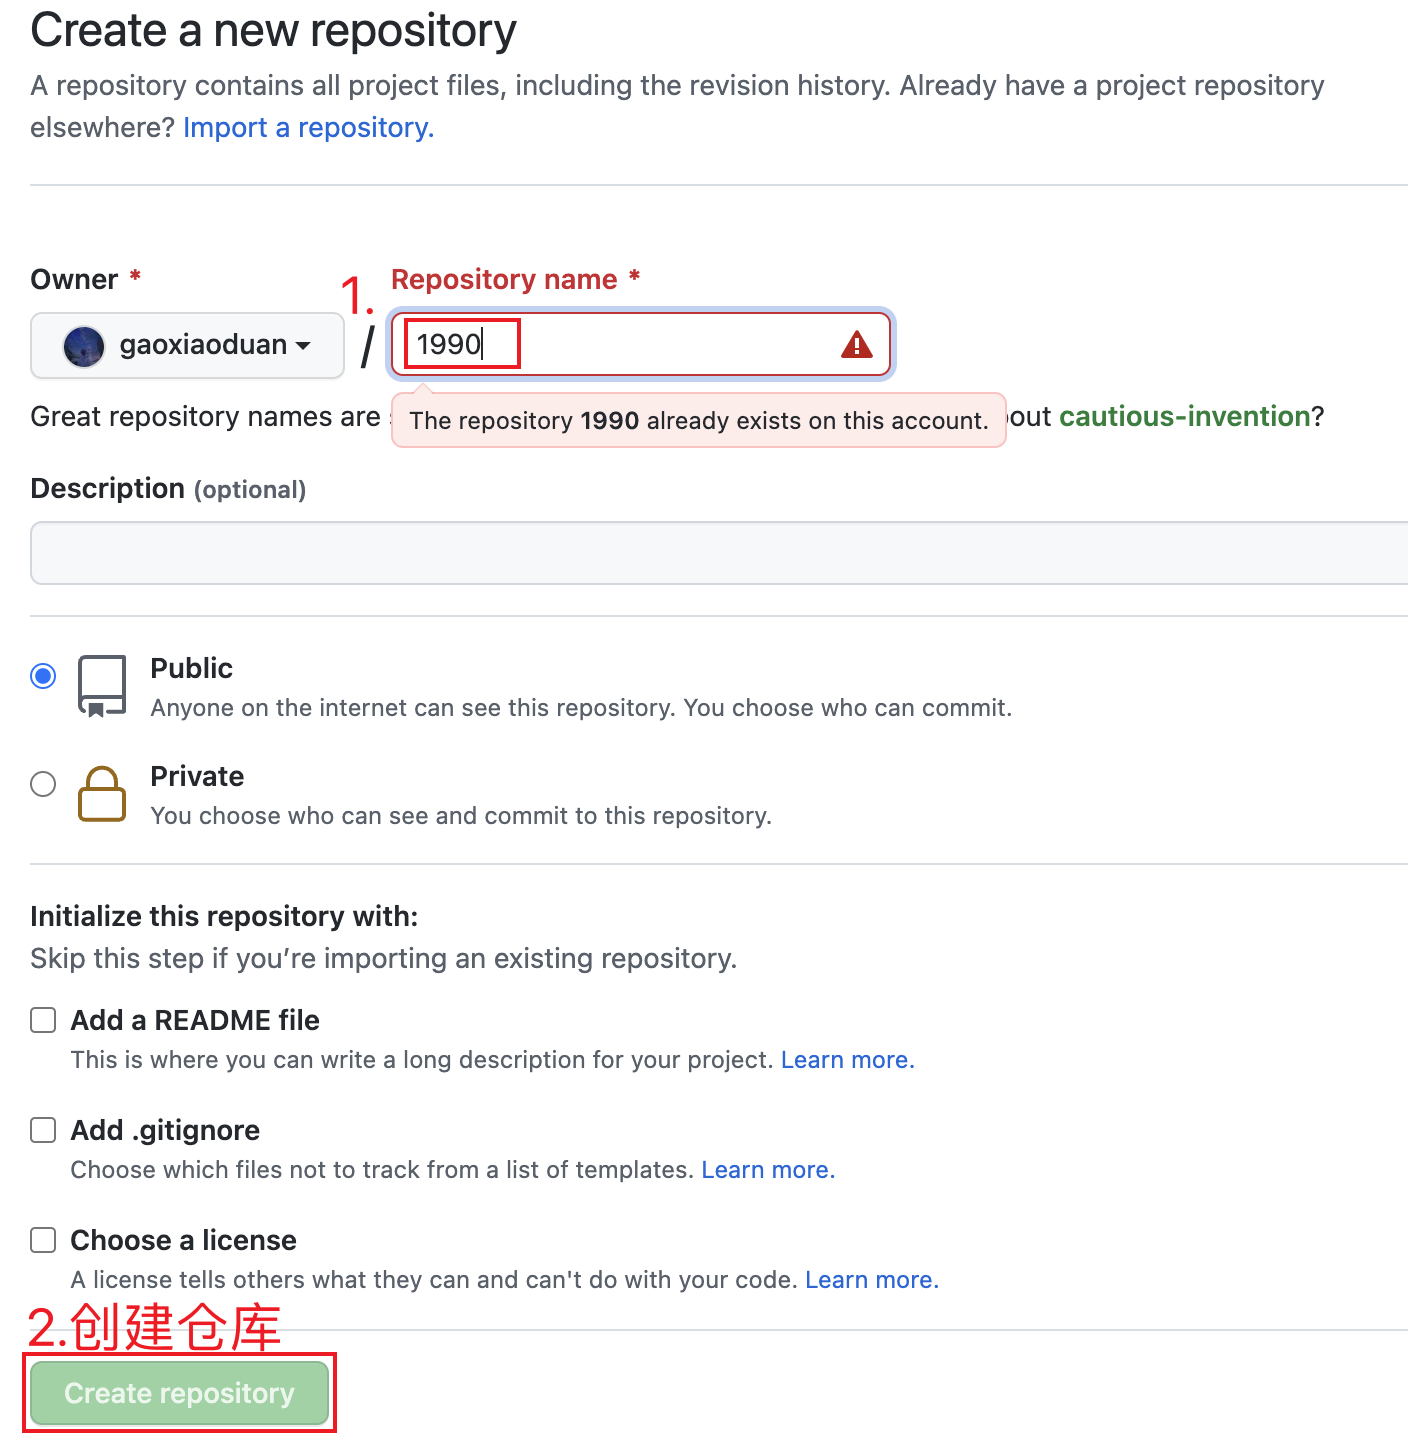 Create a new repository
A repository contains all project files, including the revision history. Already have a project repository
elsewhere? Import a repository.
Owner *
1.
Repository name *
gaoxiaoduan
/
1990
Great repository names are
The repository 1990 already exists on this account.
out cautious-invention?
Description (optional)
Public
Anyone on the internet can see this repository. You choose who can commit.
Private
You choose who can see and commit to this repository.
Initialize this repository with:
Skip this step if you’re importing an existing repository.
Add a README file
This is where you can write a long description for your project. Learn more.
Add .gitignore
Choose which files not to track from a list of templates. Learn more.
Choose a license
A license tells others what they can and can't do with your code. Learn more.
2.创建仓库
Create repository